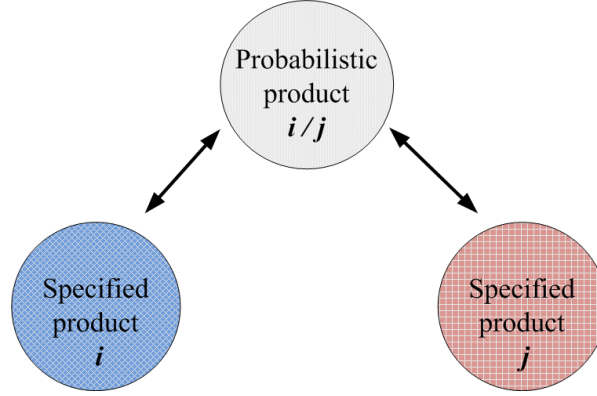 Probabilistic
product
i/j
Specified
product
i
Specified
product
j